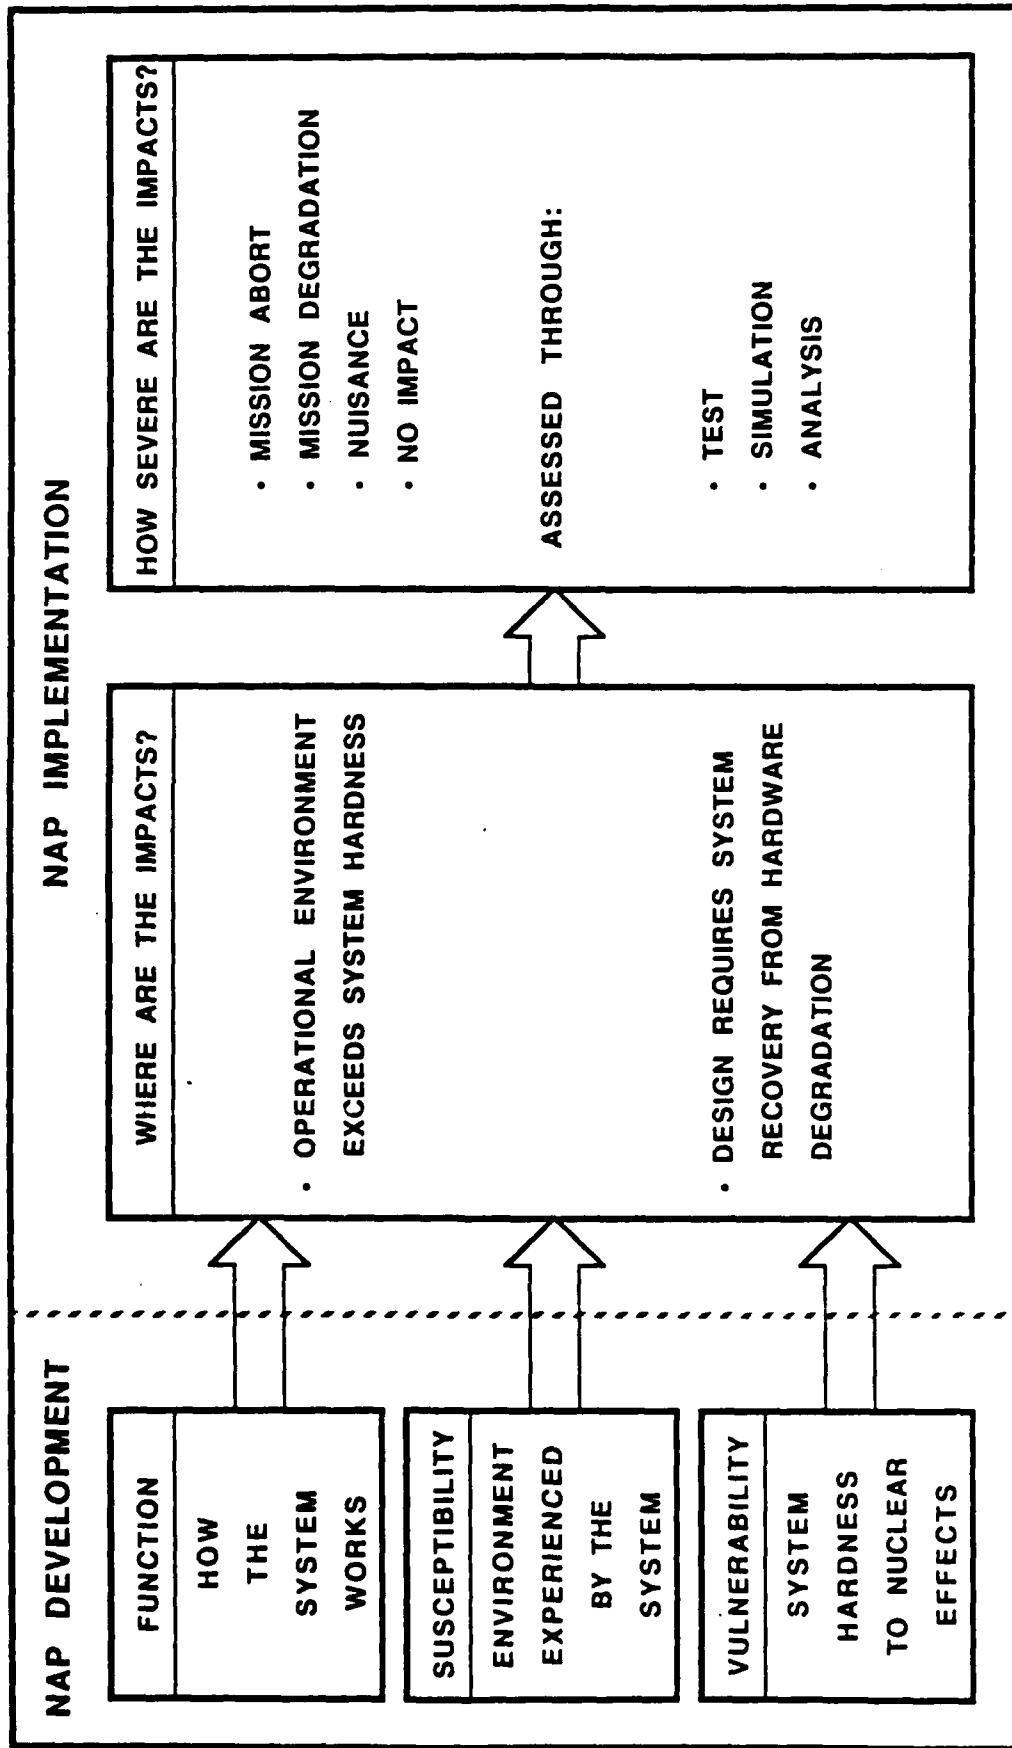 NAP DEVELOPMENT
FUNCTION
HOW
THE
SYSTEM
WORKS
SUSCEPTIBILITY
ENVIRONMENT
EXPERIENCED
BY THE
SYSTEM
VULNERABILITY
SYSTEM
HARDNESS
TO NUCLEAR
EFFECTS
NAP IMPLEMENTATION
WHERE ARE THE IMPACTS?
• OPERATIONAL ENVIRONMENT
EXCEEDS SYSTEM HARDNESS
• DESIGN REQUIRES SYSTEM
RECOVERY FROM HARDWARE
DEGRADATION
HOW SEVERE ARE THE IMPACTS?
• MISSION ABORT
• MISSION DEGRADATION
• NUISANCE
• NO IMPACT
ASSESSED THROUGH:
• TEST
• SIMULATION
• ANALYSIS